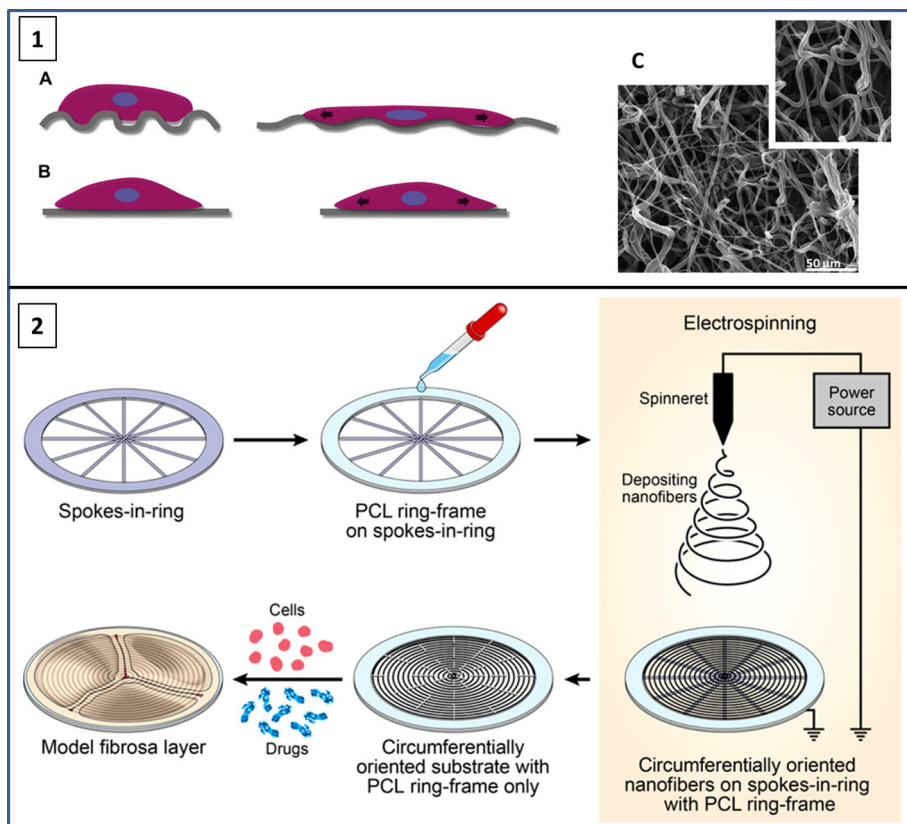 1
A
B
C
50 µm
2
Spokes-in-ring
PCL ring-frame
on spokes-in-ring
Electrospinning
Spinneret
Power
source
Depositing
nanofibers
Circumferentially oriented
nanofibers on spokes-in-ring
with PCL ring-frame
Circumferentially
oriented substrate with
PCL ring-frame only
Cells
Drugs
Model fibrosa layer